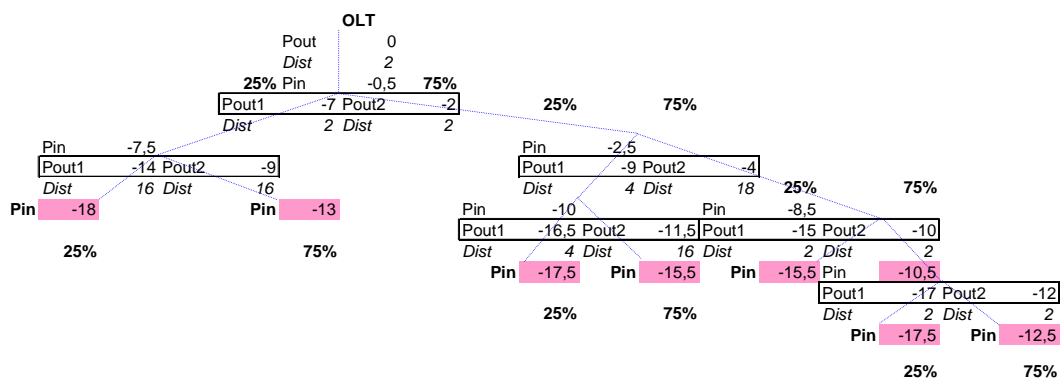 OLT
Pout 0
Dist 2
25% Pin -0,5 75%
Pout1 -7 Pout2 -2 25% 75%
Dist 2 Dist 2
Pin -7,5 Pin -2,5
Pout1 -14 Pout2 -9 Pout1 -9 Pout2 -4
Dist 16 Dist 16 Dist 4 Dist 18 25% 75%
Pin -18 Pin -13 Pin -10 Pin -8,5
Pout1 -16,5 Pout2 -11,5 Pout1 -15 Pout2 -10
25% 75% Dist 4 Dist 16 Dist 2 Dist 2
Pin -17,5 Pin -15,5 Pin -15,5 Pin -10,5
Pout1 -17 Pout2 -12
25% 75% Dist 2 Dist 2
Pin -17,5 Pin -12,5
25% 75%